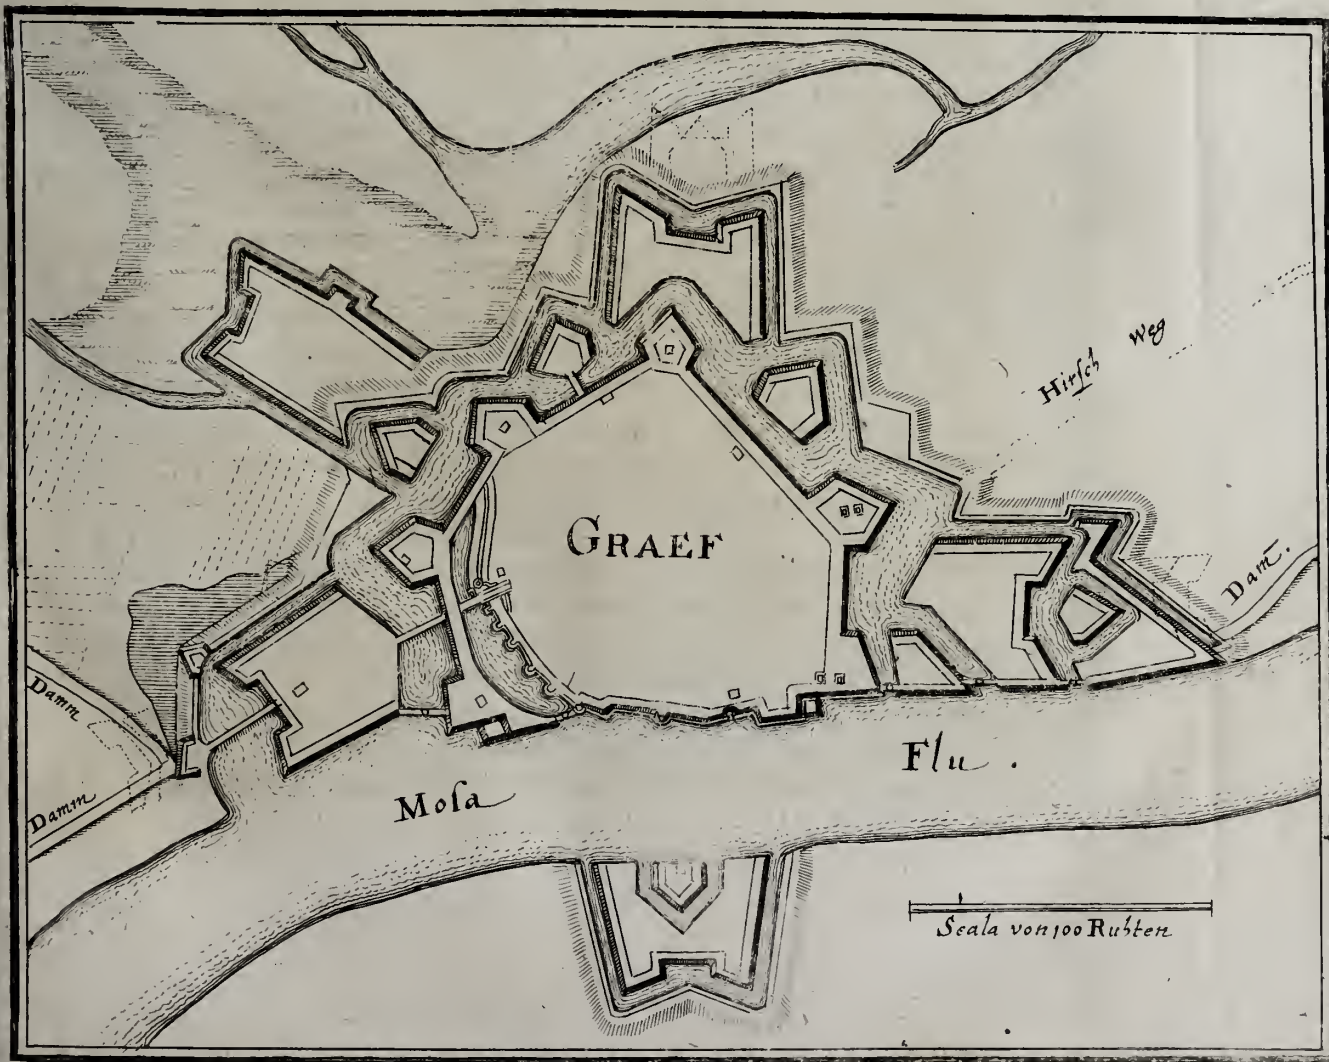 Hirſch Weg
GRAEF
Dam̄.
Damm
Damm
Flu.
Moſa
Scala von 100 Ruhten